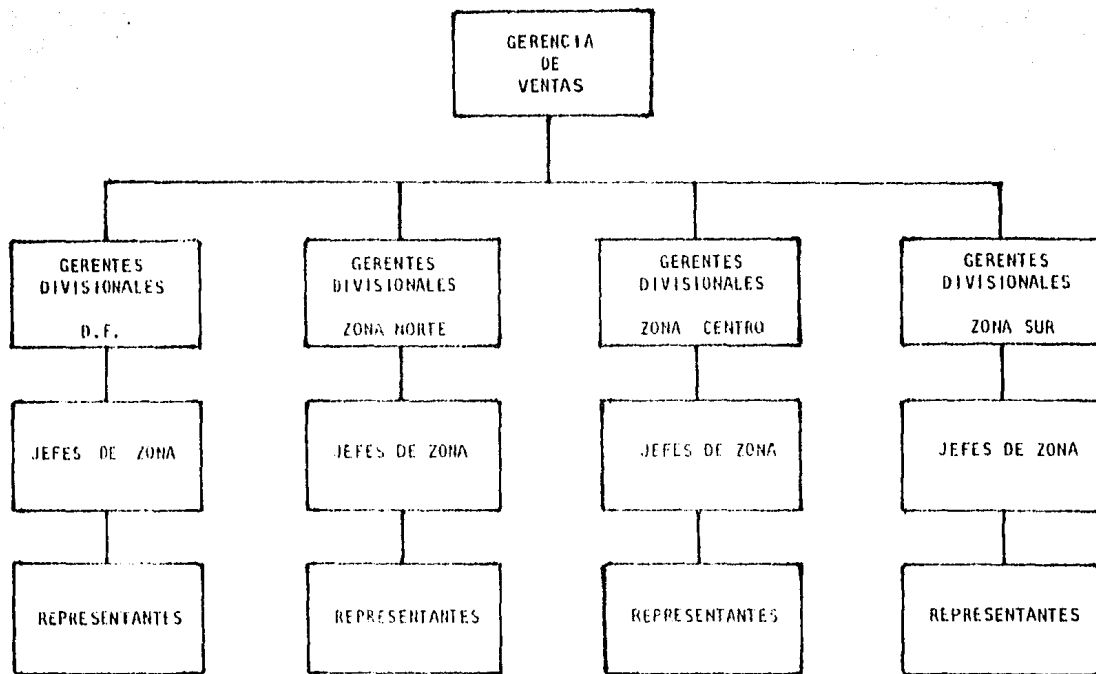 GERENCIA
DE
VENTAS
GERENTES
DIVISIONALES
D.F.
GERENTES
DIVISIONALES
ZONA NORTE
GERENTES
DIVISIONALES
ZONA CENTRO
GERENTES
DIVISIONALES
ZONA SUR
JEFES DE ZONA
JEFES DE ZONA
JEFES DE ZONA
JEFES DE ZONA
REPRESENTANTES
REPRESENTANTES
REPRESENTANTES
REPRESENTANTES